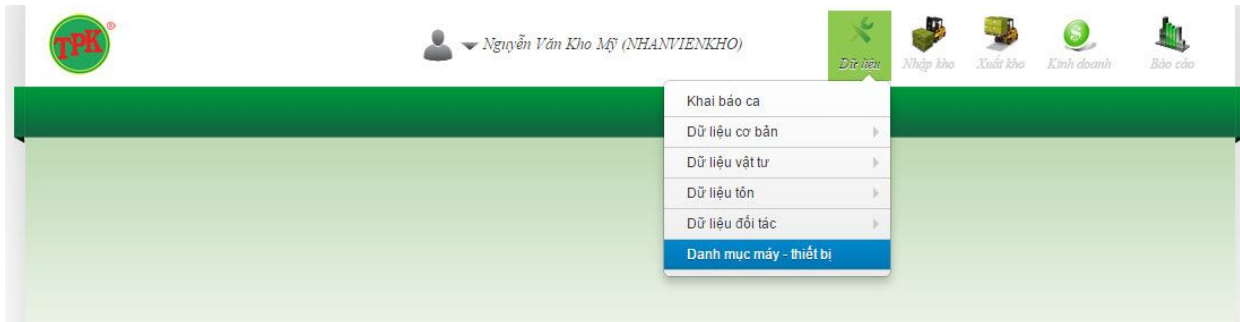 TPK®
Nguyễn Văn Kho Mỹ (NHANVIENKHO)
Dữ liệu Nhập kho Xuất kho Kinh doanh Báo cáo
Khai báo ca
Dữ liệu cơ bản
Dữ liệu vật tư
Dữ liệu tôn
Dữ liệu đối tác
Danh mục máy - thiết bị